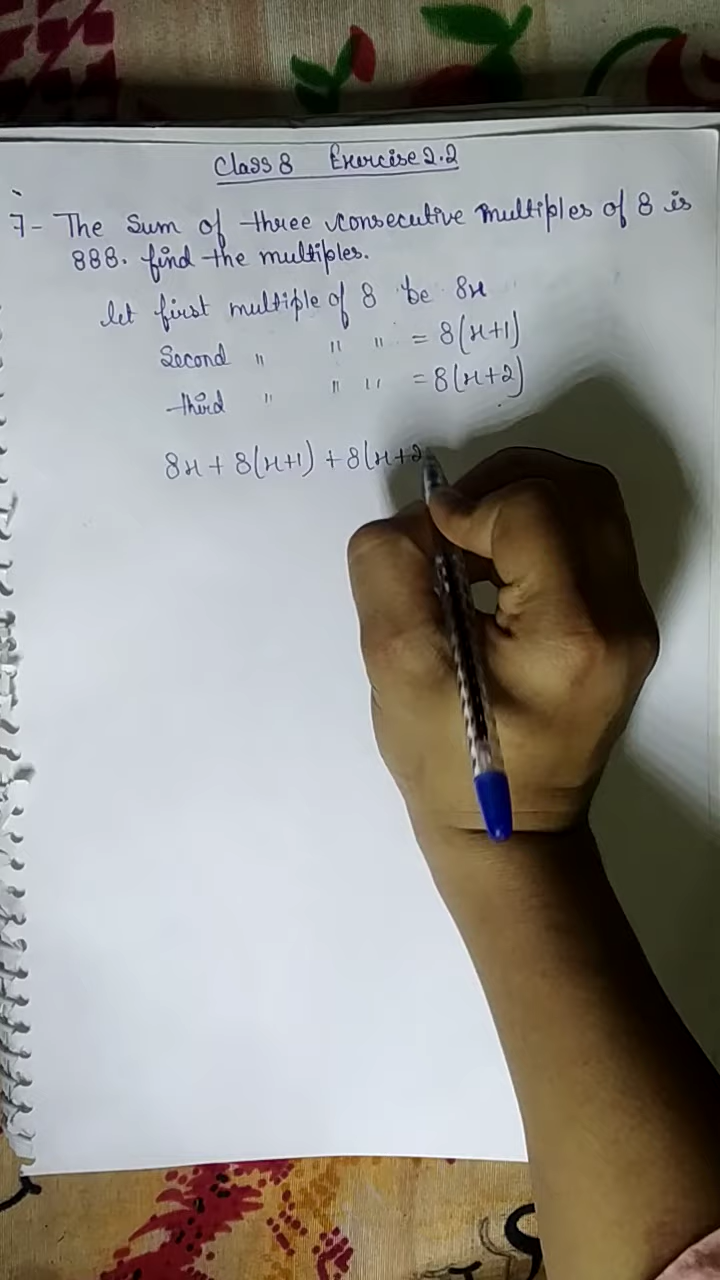 Class 8 Exercise 2.2
7- The Sum of three consecutive multiples of 8 is
888. find the multiples.
let first multiple of 8 be 8x
Second " " " = 8(x+1)
third " " " = 8(x+2)
8x + 8(x+1) + 8(x+2